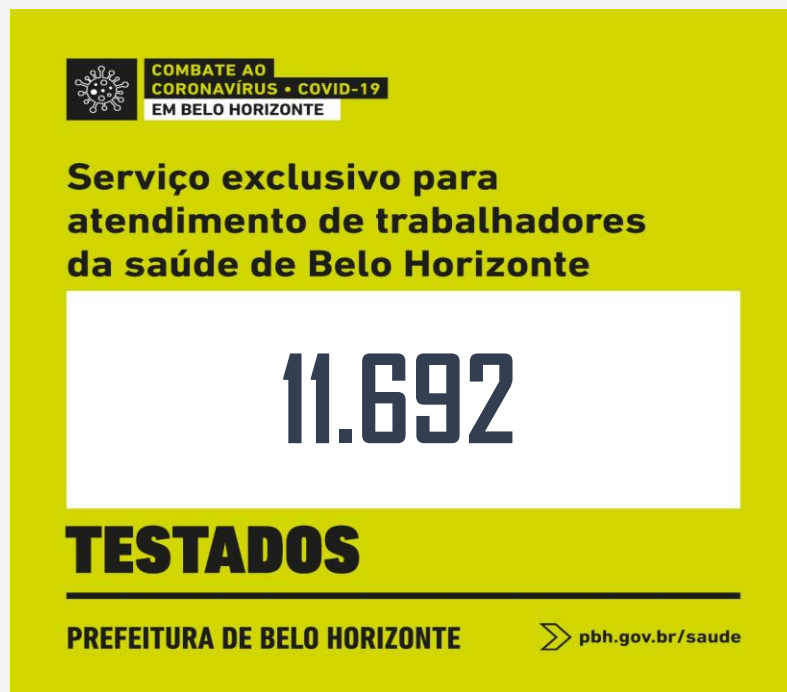 COMBATE AO
CORONAVÍRUS • COVID-19
EM BELO HORIZONTE
Serviço exclusivo para
atendimento de trabalhadores
da saúde de Belo Horizonte
11.692
TESTADOS
PREFEITURA DE BELO HORIZONTE
pbh.gov.br/saude